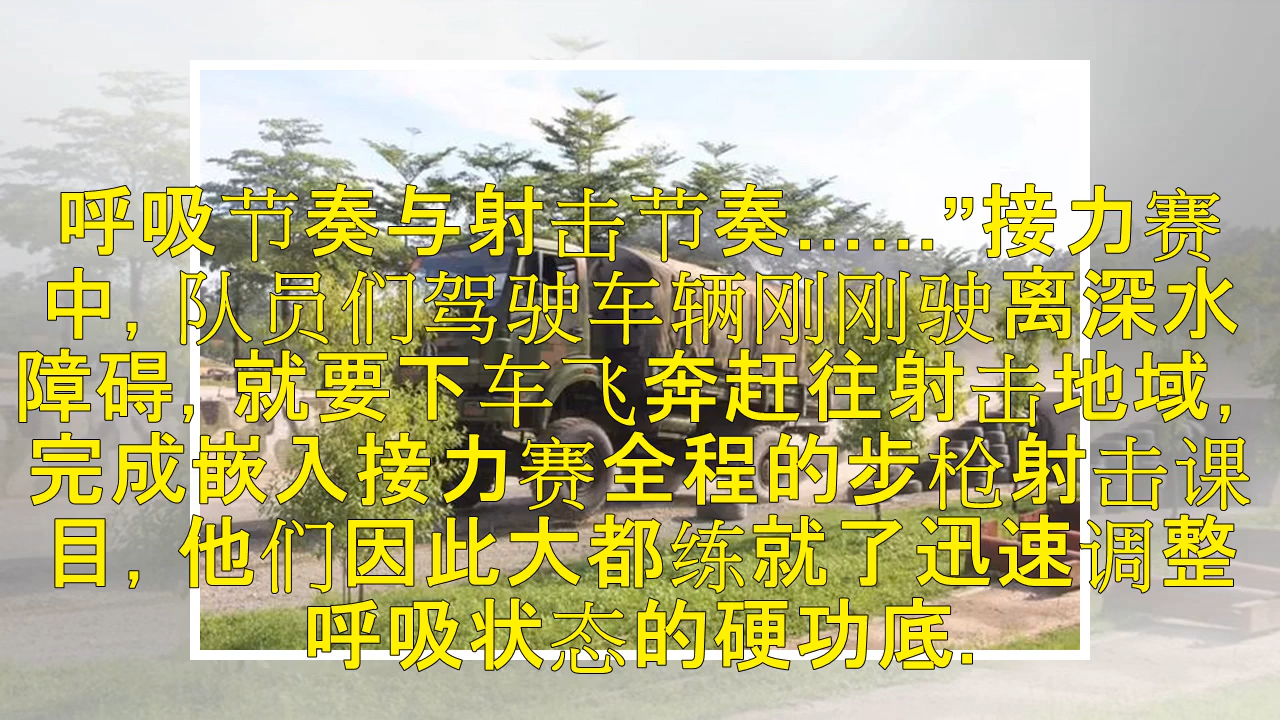 呼吸节奏与射击节奏……”接力赛
中,队员们驾驶车辆刚刚驶离深水
障碍,就要下车飞奔赶往射击地域,
完成嵌入接力赛全程的步枪射击课
目,他们因此大都练就了迅速调整
呼吸状态的硬功底.